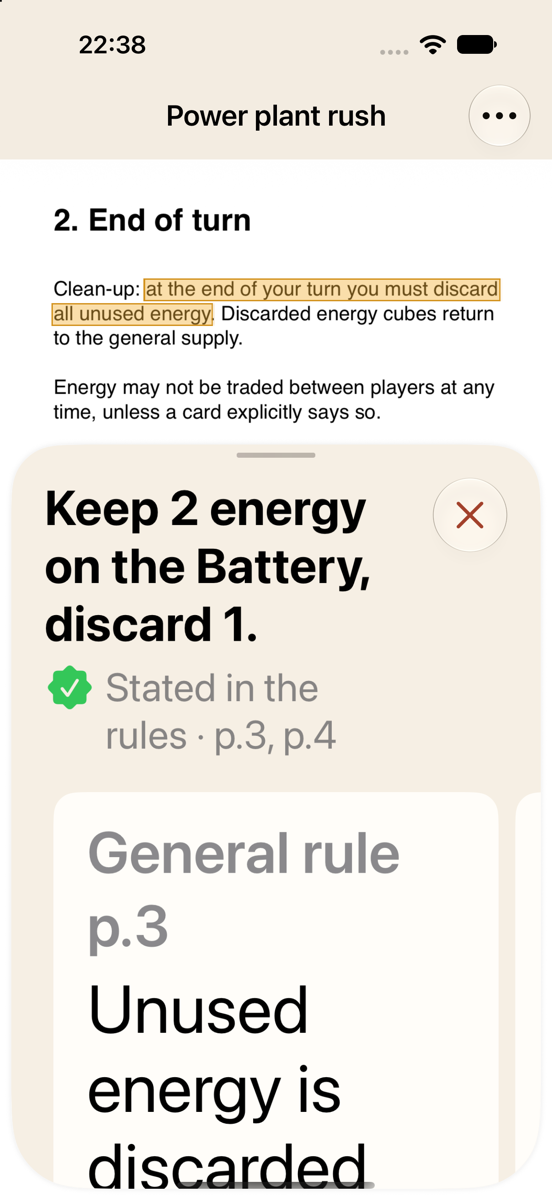 22:38
Power plant rush
2. End of turn
Clean-up: at the end of your turn you must discard
all unused energy. Discarded energy cubes return
to the general supply.
Energy may not be traded between players at any
time, unless a card explicitly says so.
Keep 2 energy
on the Battery,
discard 1.
Stated in the
rules · p.3, p.4
General rule
p.3
Unused
energy is
discarded